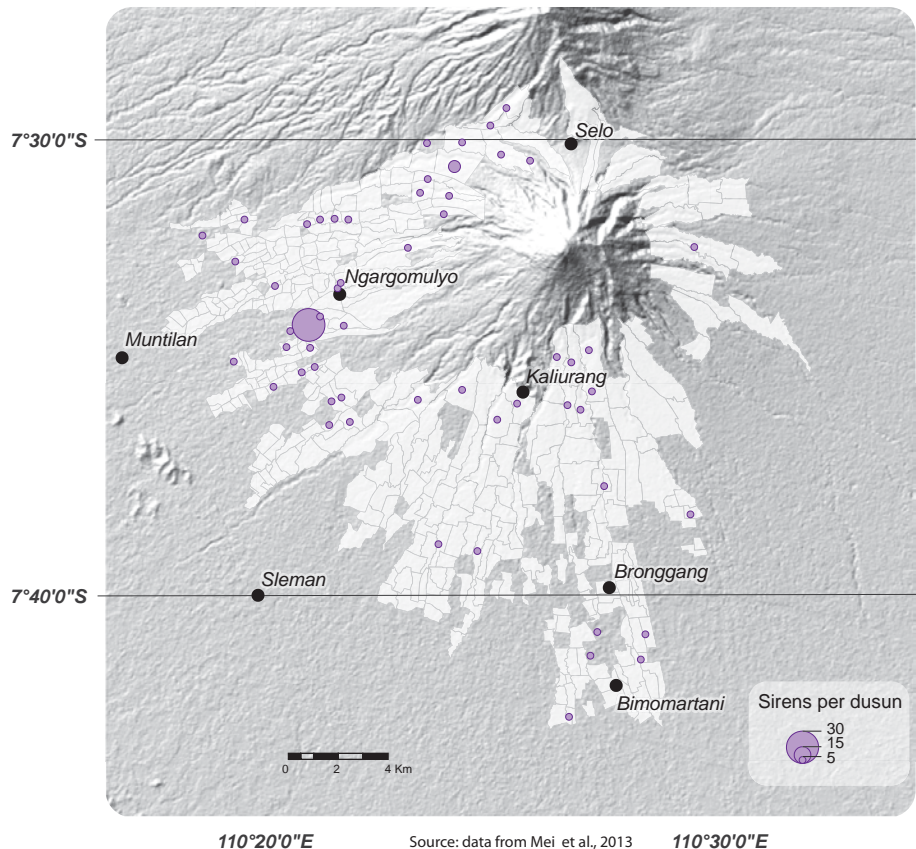 Selo
7°30'0"S
Ngargomulyo
Muntilan
Kaliurang
Bronggang
Sleman
7°40'0"S
Bimomartani
Sirens per dusun
30
15
5
0 2 4 Km
110°20'0"E Source: data from Mei et al., 2013 110°30'0"E